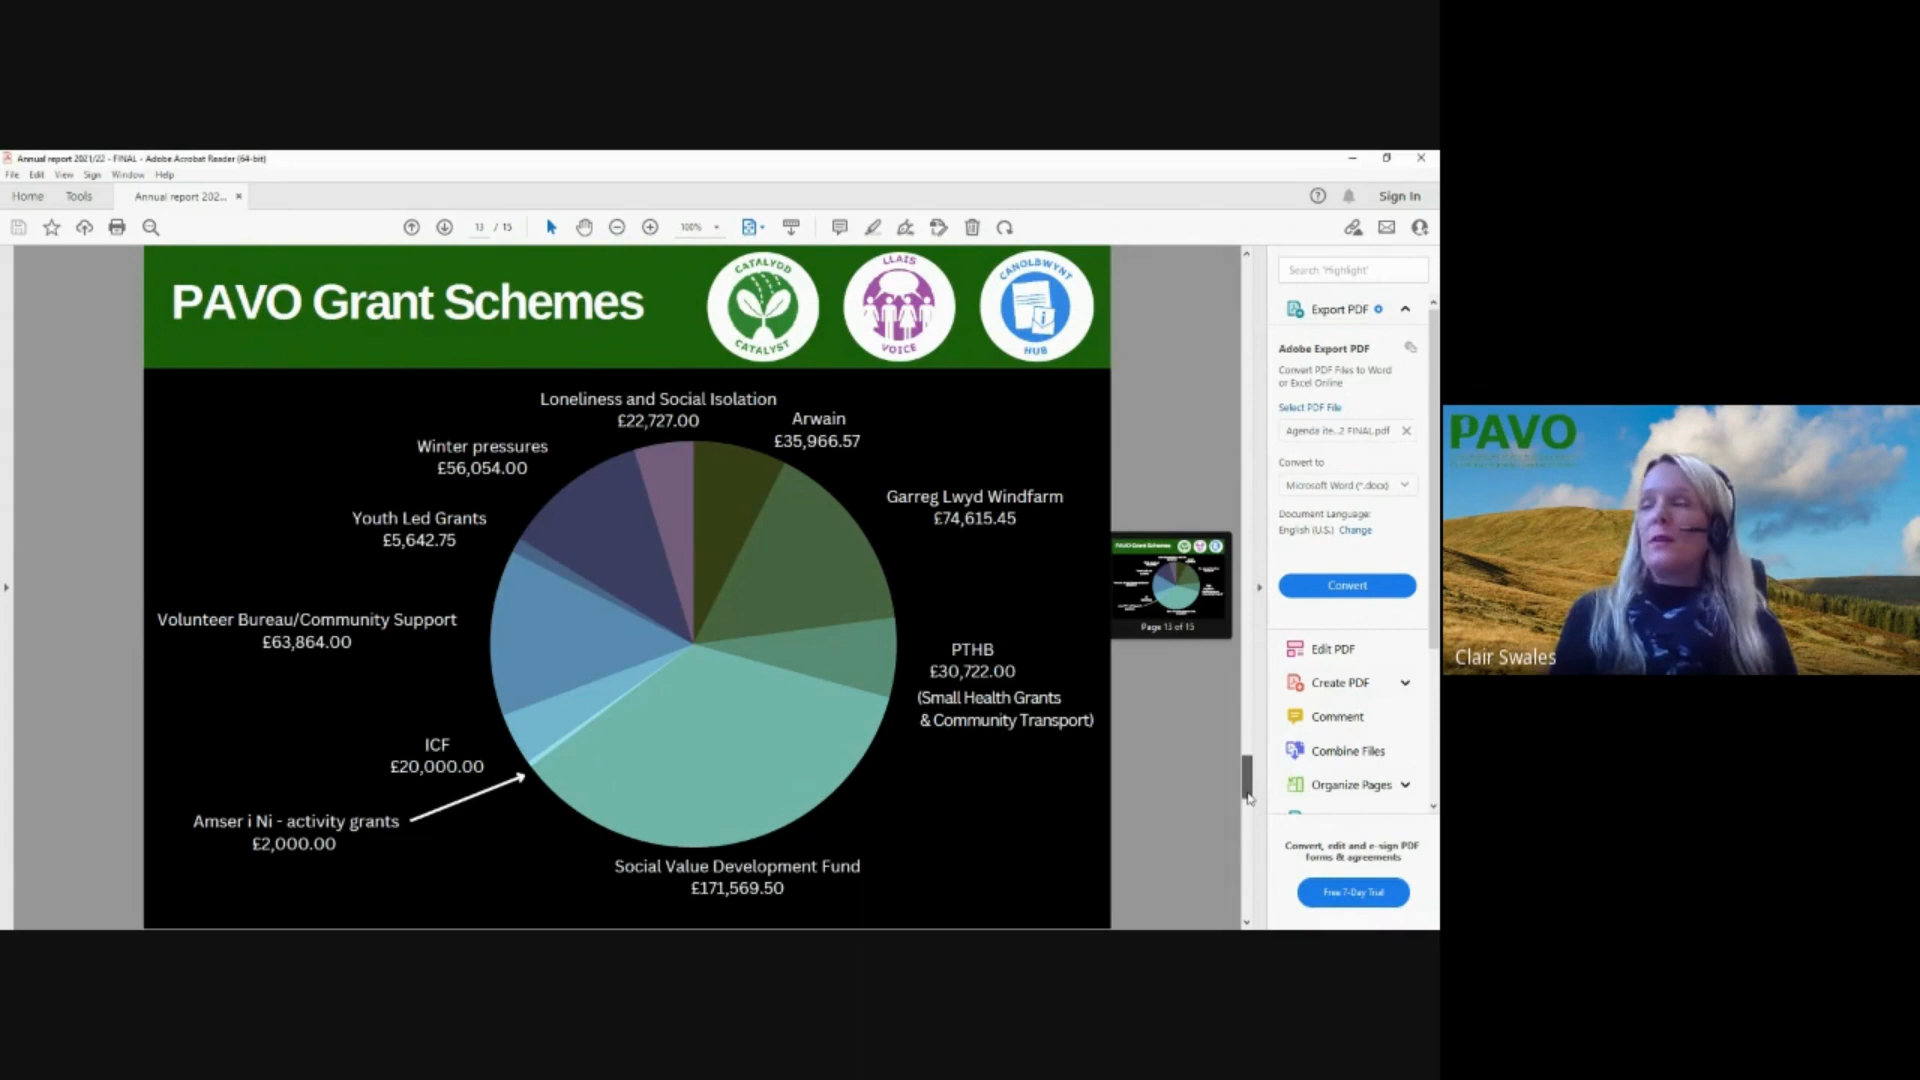 Annual report 2021/22 - FINAL - Adobe Acrobat Reader (64-bit)
File Edit View Sign Window Help
Home Tools Annual report 202... × Sign In
13 / 15 100%
PAVO Grant Schemes
CATALYDD CATALYST
LLAIS VOICE
CANOLBWYNT HUB
Loneliness and Social Isolation
£22,727.00
Arwain
£35,966.57
Winter pressures
£56,054.00
Garreg Lwyd Windfarm
£74,615.45
Youth Led Grants
£5,642.75
Volunteer Bureau/Community Support
£63,864.00
PTHB
£30,722.00
(Small Health Grants
& Community Transport)
ICF
£20,000.00
Amser i Ni - activity grants
£2,000.00
Social Value Development Fund
£171,569.50
PAVO Grant Schemes
Page 13 of 15
Search 'Highlight'
Export PDF
Adobe Export PDF
Convert PDF Files to Word
or Excel Online
Select PDF File
Agenda ite...2 FINAL.pdf
Convert to
Microsoft Word (*.docx)
Document Language:
English (U.S.) Change
Convert
Edit PDF
Create PDF
Comment
Combine Files
Organize Pages
Convert, edit and e-sign PDF
forms & agreements
Free 7-Day Trial
PAVO
Clair Swales